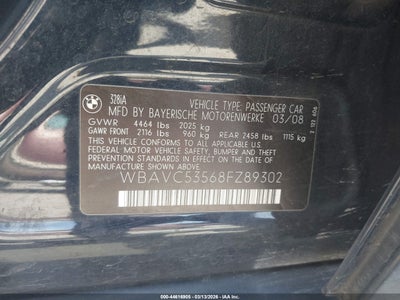 BMW
328iA
VEHICLE TYPE: PASSENGER CAR
MFD BY BAYERISCHE MOTORENWERKE 03/08
GVWR 4464 lbs 2025 kg
GAWR FRONT 2116 lbs 960 kg REAR 2458 lbs 1115 kg
THIS VEHICLE CONFORMS TO ALL APPLICABLE
FEDERAL MOTOR VEHICLE SAFETY, BUMPER AND
THEFT PREVENTION STANDARDS IN EFFECT ON THE DATE OF
MANUFACTURE SHOWN ABOVE.
WBAVC53568FZ89302
000-44618905 - 03/13/2026 - IAA